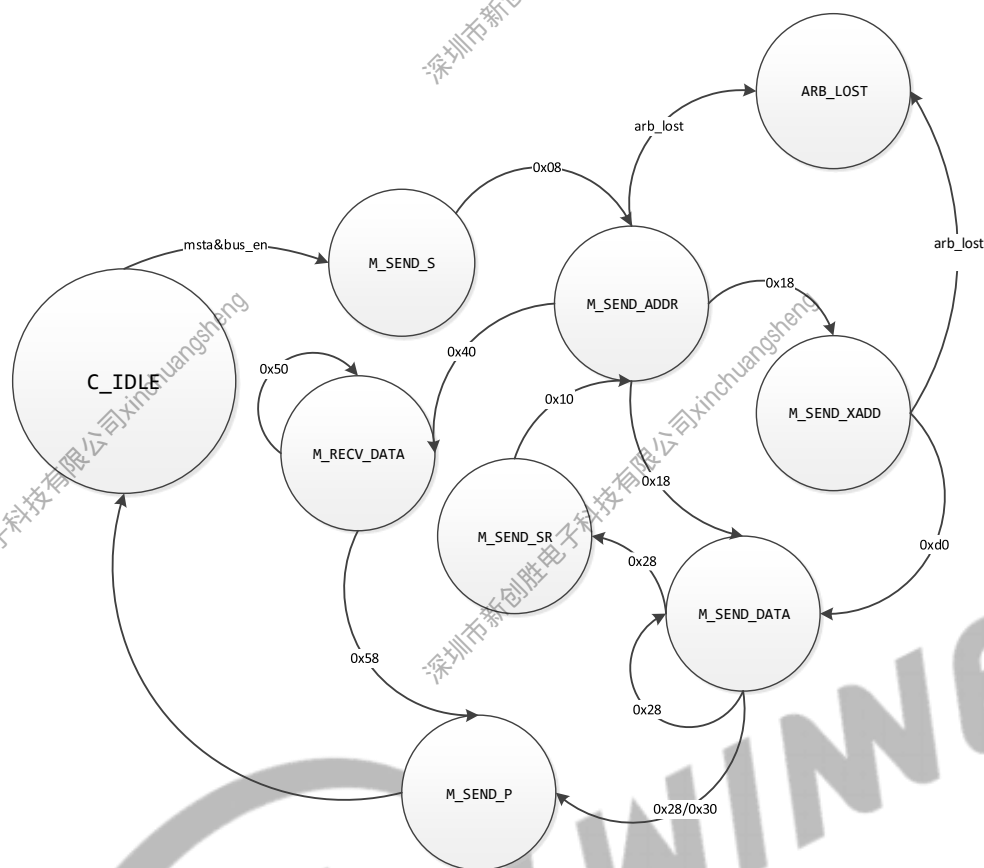 深圳市新
ARB_LOST
arb_lost
0x08
msta&bus_en
M_SEND_S
arb_lost
0x18
M_SEND_ADDR
0x40
0x50
C_IDLE
0x10
M_SEND_XADD
M_RECV_DATA
0x18
M_SEND_SR
0xd0
0x28
M_SEND_DATA
0x58
0x28
M_SEND_P
0x28/0x30
子科技有限公司xinchuangsheng
深圳市新创胜电子科技有限公司xinchuangsheng
WINN